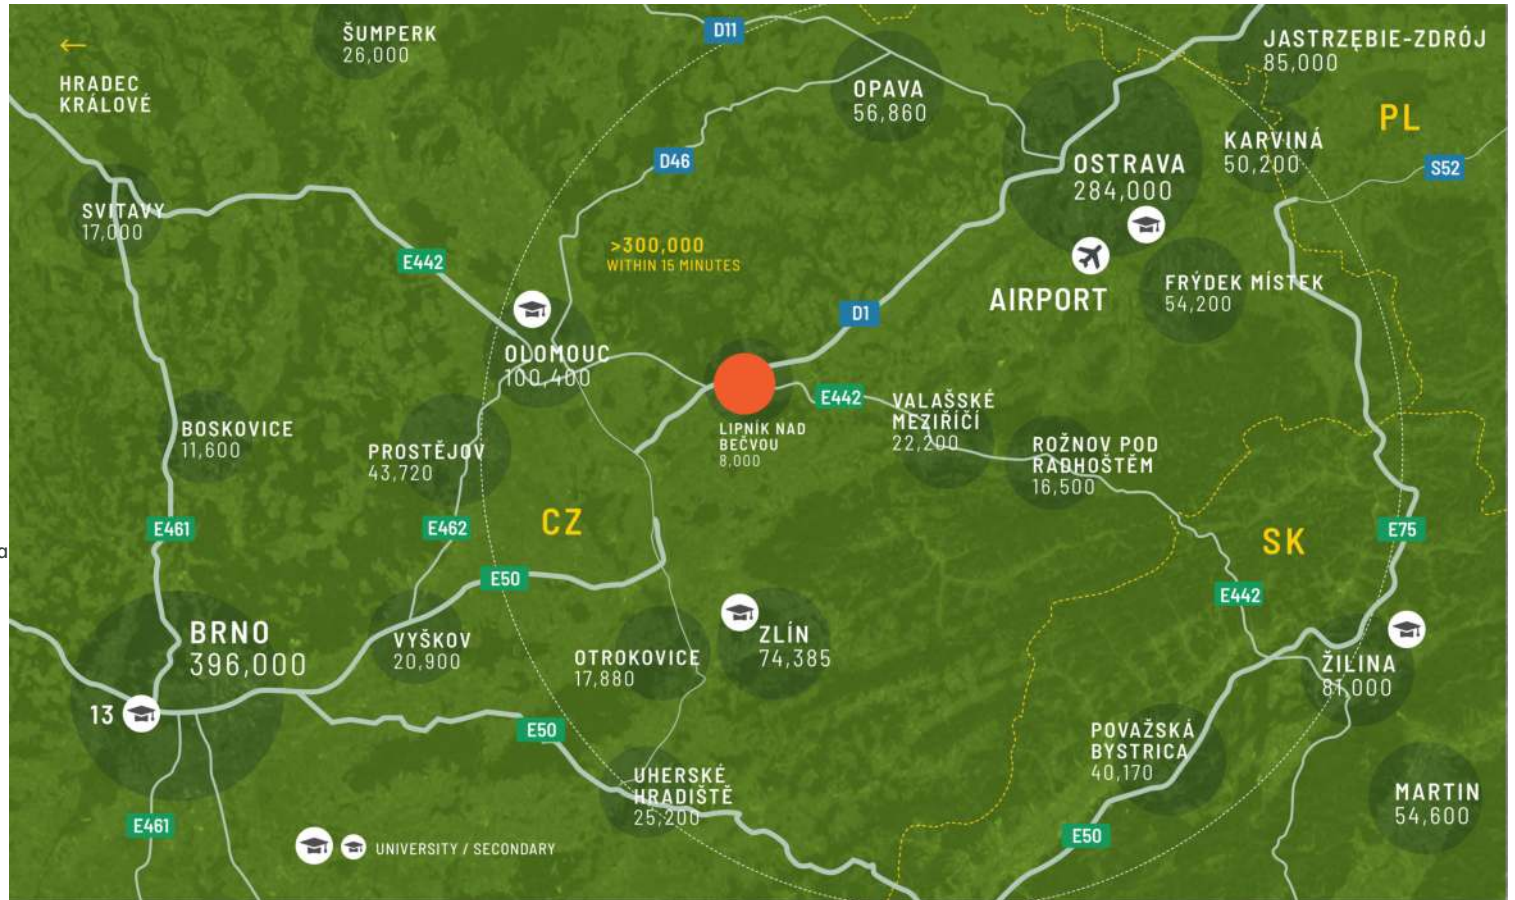 D11
ŠUMPERK
26,000
JASTRZĘBIE-ZDRÓJ
85,000
HRADEC
KRÁLOVÉ
OPAVA
56,860
PL
KARVINÁ
50,200
D46
OSTRAVA
284,000
S52
SVITAVY
17,000
>300,000
WITHIN 15 MINUTES
E442
AIRPORT
FRÝDEK MÍSTEK
54,200
D1
OLOMOUC
100,400
E442
VALAŠSKÉ
MEZIŘÍČÍ
22,200
LIPNÍK NAD
BEČVOU
8,000
BOSKOVICE
11,600
PROSTĚJOV
43,720
ROŽNOV POD
RADHOŠTĚM
16,500
CZ
E461
E462
SK
E75
a
E50
E442
BRNO
396,000
VYŠKOV
20,900
OTROKOVICE
17,880
ZLÍN
74,385
ŽILINA
81,000
13
E50
POVAŽSKÁ
BYSTRICA
40,170
UHERSKÉ
HRADIŠTĚ
25,200
MARTIN
54,600
E461
E50
UNIVERSITY / SECONDARY